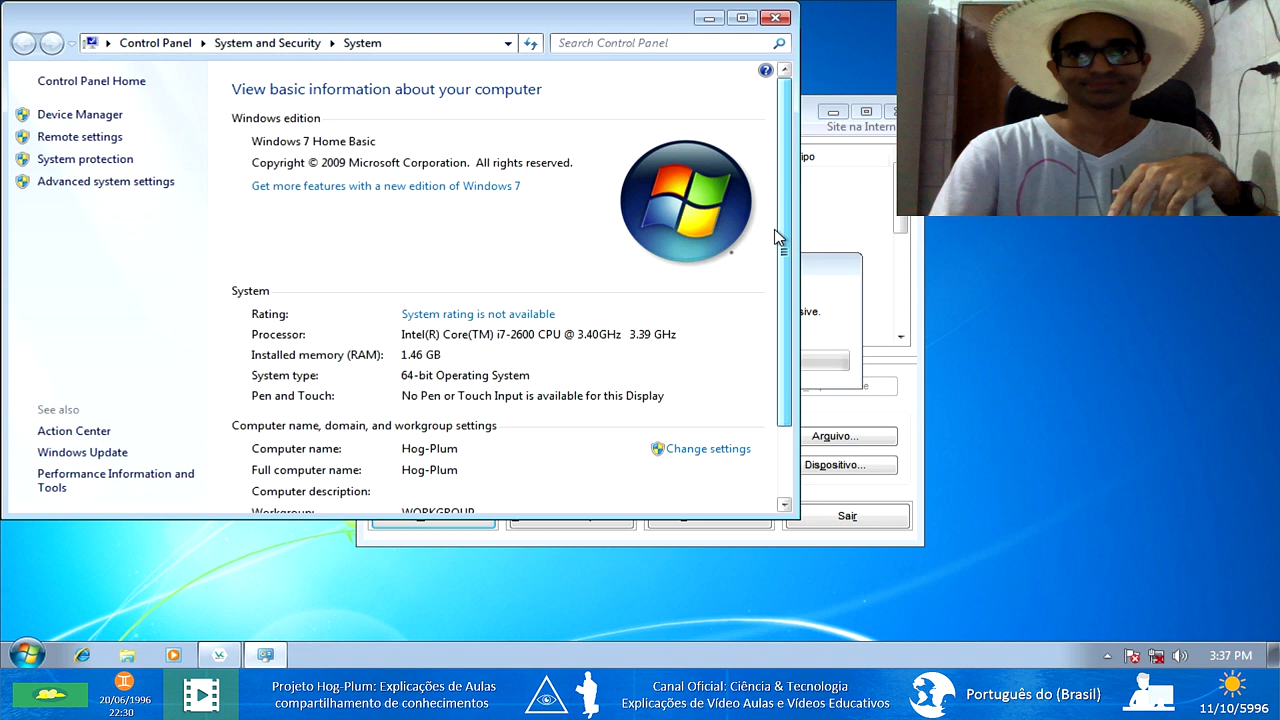 Control Panel
System and Security
System
Search Control Panel
Control Panel Home
Device Manager
Remote settings
System protection
Advanced system settings
See also
Action Center
Windows Update
Performance Information and
Tools
View basic information about your computer
Windows edition
Windows 7 Home Basic
Copyright © 2009 Microsoft Corporation. All rights reserved.
Get more features with a new edition of Windows 7
System
Rating: System rating is not available
Processor: Intel(R) Core(TM) i7-2600 CPU @ 3.40GHz 3.39 GHz
Installed memory (RAM): 1.46 GB
System type: 64-bit Operating System
Pen and Touch: No Pen or Touch Input is available for this Display
Computer name, domain, and workgroup settings
Computer name: Hog-Plum
Change settings
Full computer name: Hog-Plum
Computer description:
Workgroup: WORKGROUP
Site na Intern
ipo
sive.
Arquivo...
Dispositivo...
Sair
3:37 PM
20/06/1996
22:30
Projeto Hog-Plum: Explicações de Aulas
compartilhamento de conhecimentos
Canal Oficial: Ciência & Tecnologia
Explicações de Vídeo Aulas e Vídeos Educativos
Português do (Brasil)
11/10/5996